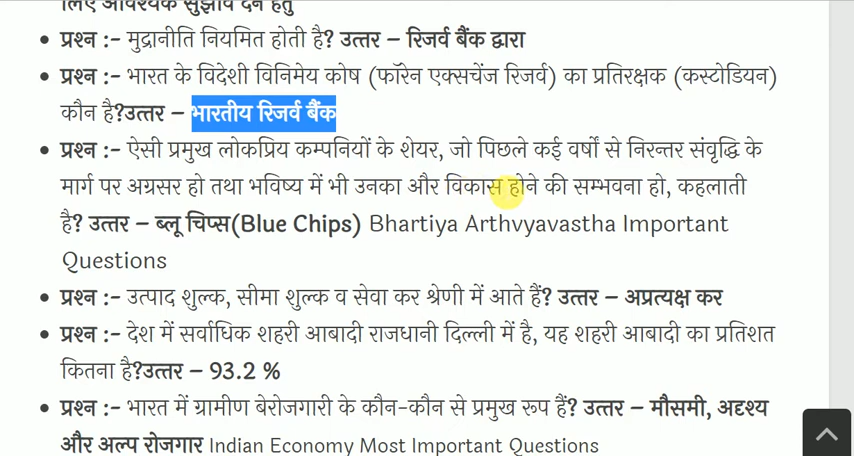 लिए आवश्यक सुझाव देने हेतु
प्रश्न :- मुद्रानीति नियमित होती है? उत्तर – रिजर्व बैंक द्वारा
प्रश्न :- भारत के विदेशी विनिमेय कोष (फॉरेन एक्सचेंज रिजर्व) का प्रतिरक्षक (कस्टोडियन)
कौन है?उत्तर – भारतीय रिजर्व बैंक
प्रश्न :- ऐसी प्रमुख लोकप्रिय कम्पनियों के शेयर, जो पिछले कई वर्षों से निरन्तर संवृद्धि के
मार्ग पर अग्रसर हो तथा भविष्य में भी उनका और विकास होने की सम्भवना हो, कहलाती
है? उत्तर – ब्लू चिप्स(Blue Chips) Bhartiya Arthvyavastha Important
Questions
प्रश्न :- उत्पाद शुल्क, सीमा शुल्क व सेवा कर श्रेणी में आते हैं? उत्तर – अप्रत्यक्ष कर
प्रश्न :- देश में सर्वाधिक शहरी आबादी राजधानी दिल्ली में है, यह शहरी आबादी का प्रतिशत
कितना है?उत्तर – 93.2 %
प्रश्न :- भारत में ग्रामीण बेरोजगारी के कौन-कौन से प्रमुख रूप हैं? उत्तर – मौसमी, अदृश्य
और अल्प रोजगार Indian Economy Most Important Questions